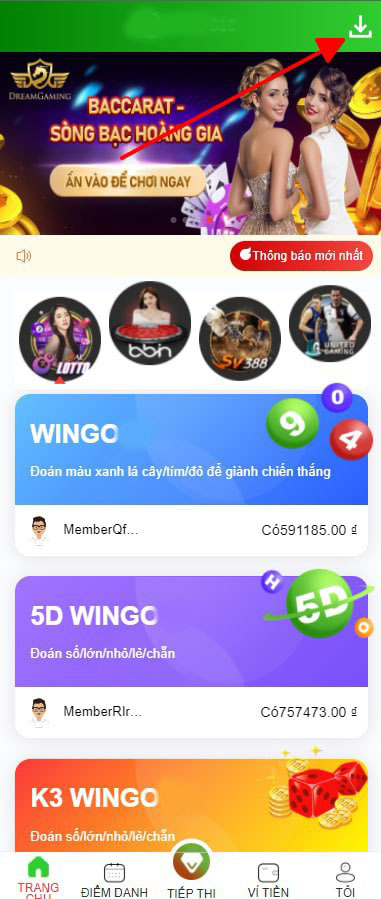 DREAMGAMING
BACCARAT -
SÒNG BẠC HOÀNG GIA
ẤN VÀO ĐỂ CHƠI NGAY
Thông báo mới nhất
LOTTO
bbin
SV388
UNITED
GAMING
WINGO
9
0
4
Đoán màu xanh lá cây/tím/đỏ để giành chiến thắng
MemberQf...
Có591185.00 ₫
5D WINGO
H
5D
O
Đoán số/lớn/nhỏ/lẻ/chẵn
MemberRlr...
Có757473.00 ₫
K3 WINGO
Đoán số/lớn/nhỏ/lẻ/chẵn
TRANG
CHỦ
ĐIỂM DANH
TIẾP THỊ
VÍ TIỀN
TÔI